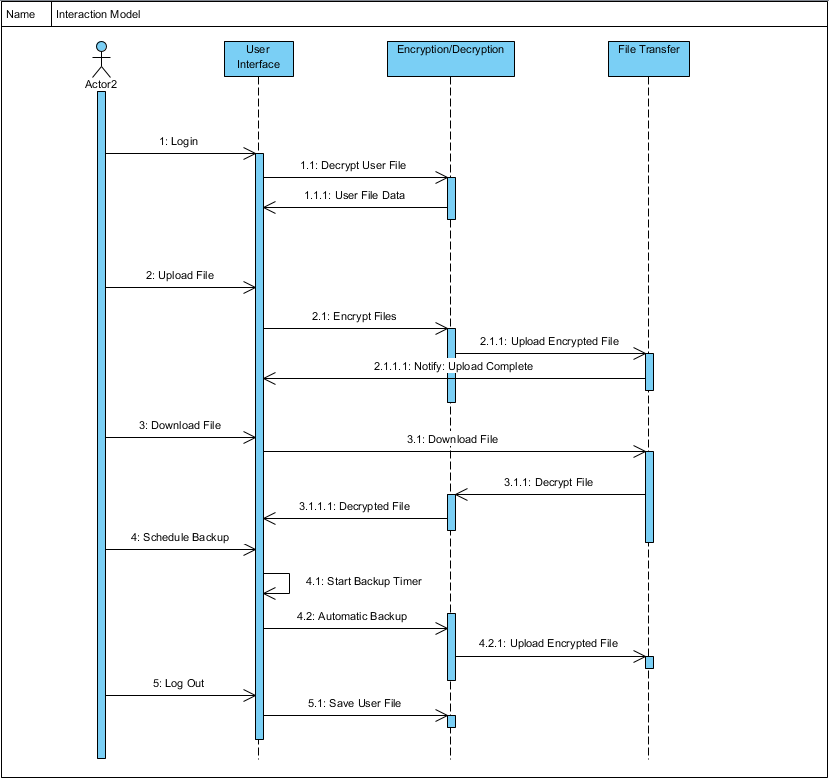 Name Interaction Model
User
Interface
Encryption/Decryption
File Transfer
Actor2
1: Login
1.1: Decrypt User File
1.1.1: User File Data
2: Upload File
2.1: Encrypt Files
2.1.1: Upload Encrypted File
2.1.1.1: Notify: Upload Complete
3: Download File
3.1: Download File
3.1.1: Decrypt File
3.1.1.1: Decrypted File
4: Schedule Backup
4.1: Start Backup Timer
4.2: Automatic Backup
4.2.1: Upload Encrypted File
5: Log Out
5.1: Save User File